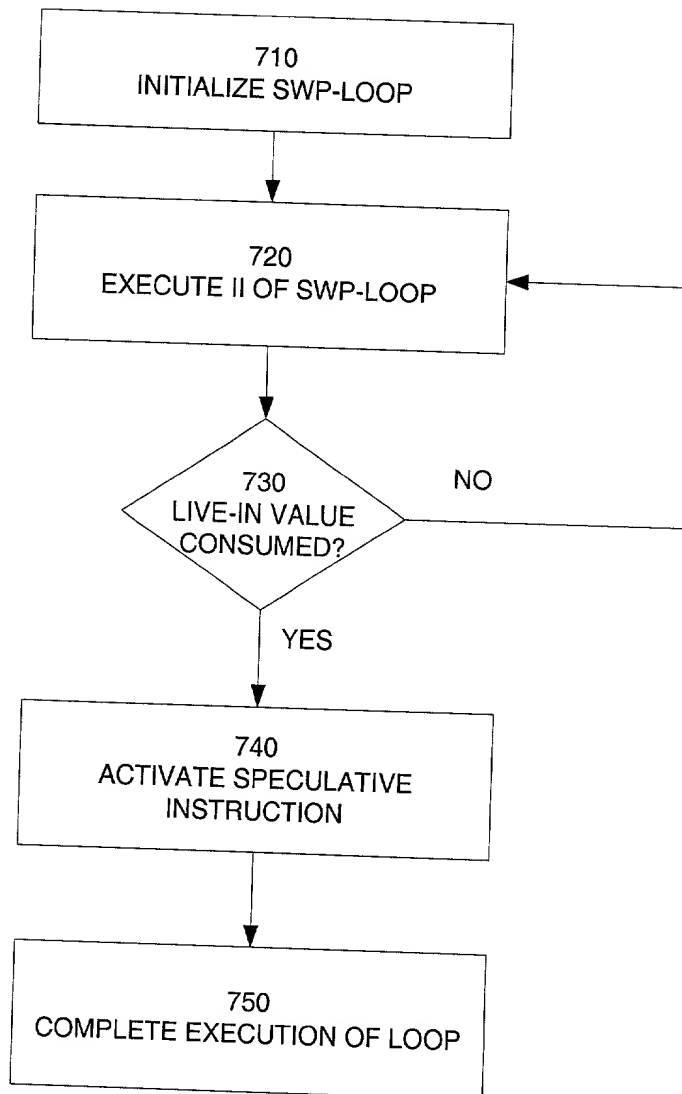 710
INITIALIZE SWP-LOOP
720
EXECUTE II OF SWP-LOOP
730
LIVE-IN VALUE
CONSUMED?
NO
YES
740
ACTIVATE SPECULATIVE
INSTRUCTION
750
COMPLETE EXECUTION OF LOOP